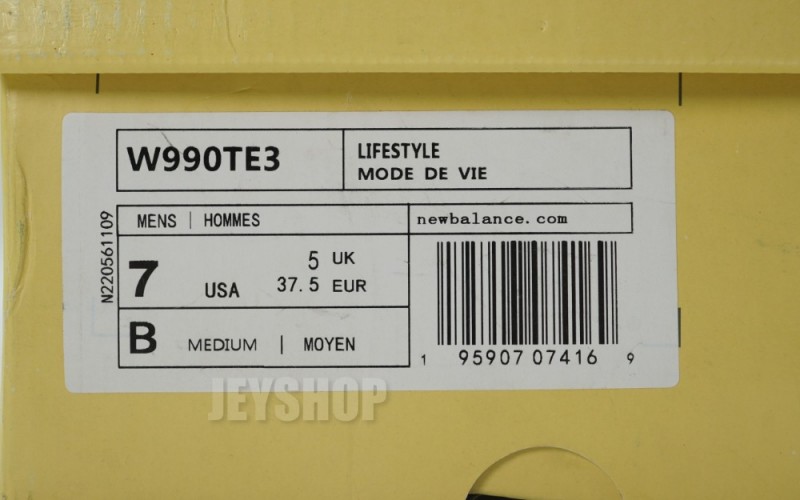 W990TE3
LIFESTYLE
MODE DE VIE
MENS | HOMMES
newbalance.com
N220561109
7 USA
5 UK
37.5 EUR
B MEDIUM | MOYEN
1 95907 07416 9
JEYSHOP